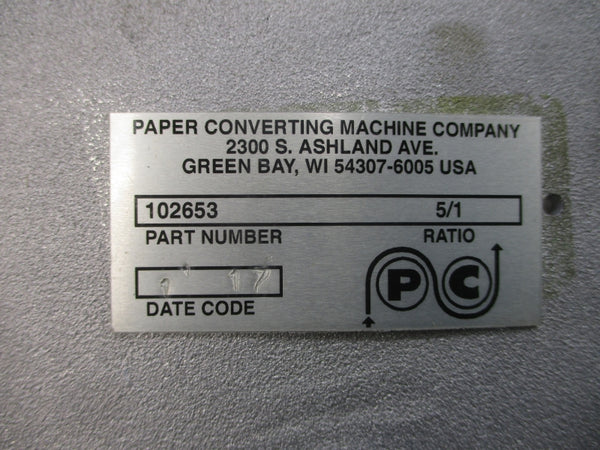 PAPER CONVERTING MACHINE COMPANY
2300 S. ASHLAND AVE.
GREEN BAY, WI 54307-6005 USA
102653 5/1
PART NUMBER RATIO
17
DATE CODE
PC